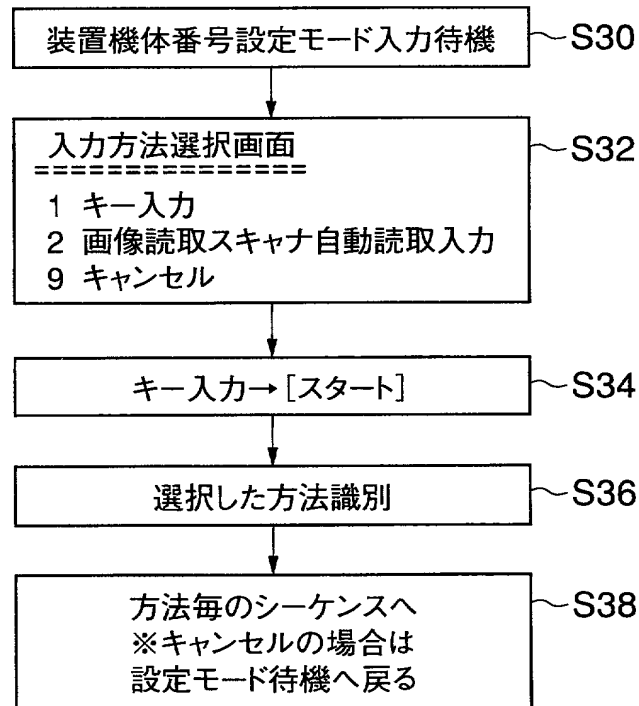 装置機体番号設定モード入力待機 S30
入力方法選択画面 S32
===============
1 キー入力
2 画像読取スキャナ自動読取入力
9 キャンセル
キー入力→[スタート] S34
選択した方法識別 S36
方法毎のシーケンスへ S38
※キャンセルの場合は
設定モード待機へ戻る